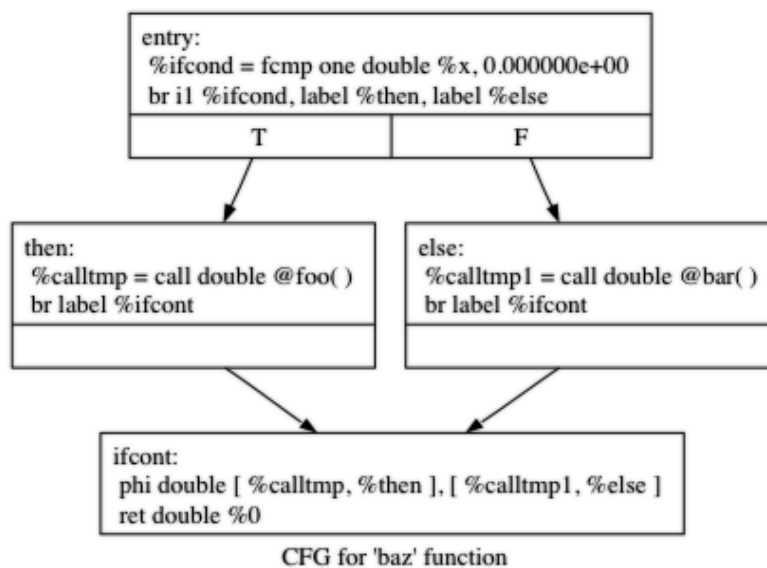 entry:
%ifcond = fcmp one double %x, 0.000000e+00
br i1 %ifcond, label %then, label %else
T
F
then:
%calltmp = call double @foo( )
br label %ifcont
else:
%calltmp1 = call double @bar( )
br label %ifcont
ifcont:
phi double [ %calltmp, %then ], [ %calltmp1, %else ]
ret double %0
CFG for 'baz' function